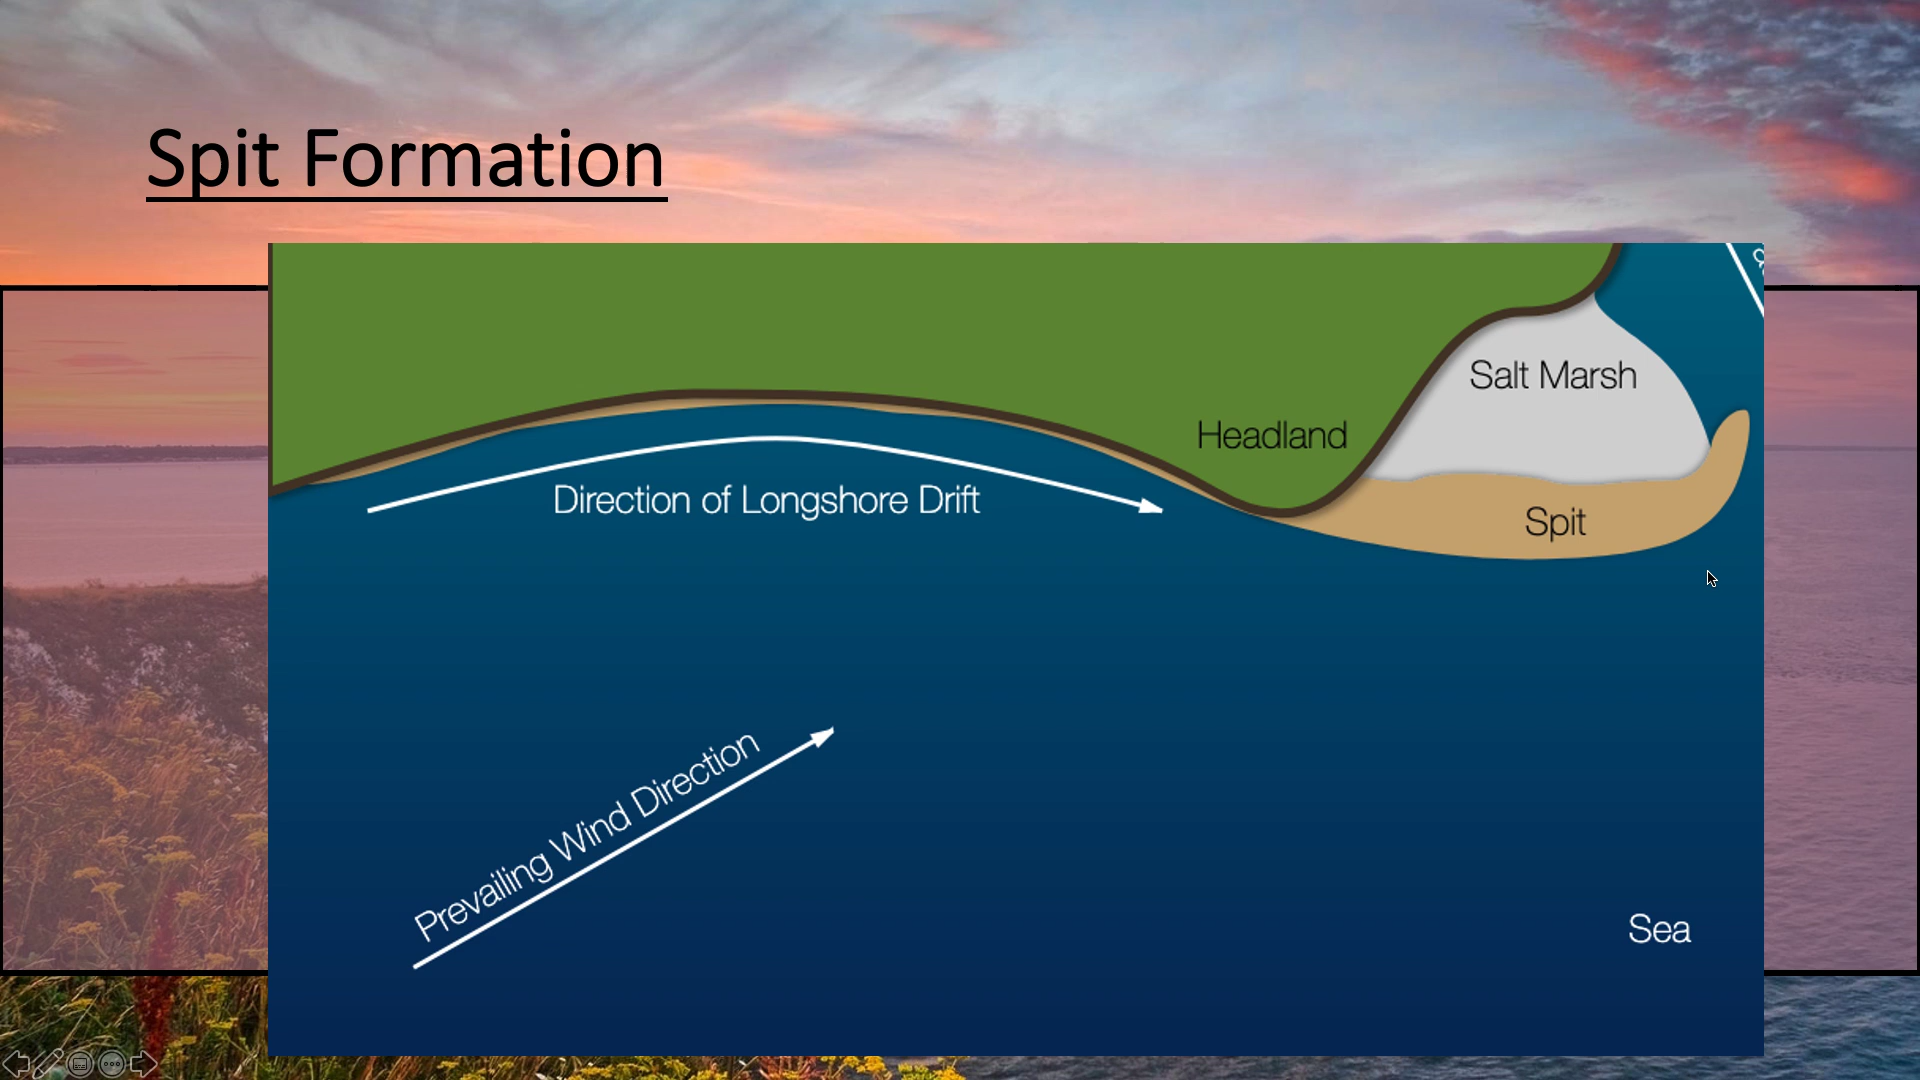 Spit Formation
Salt Marsh
Headland
Direction of Longshore Drift
Spit
Prevailing Wind Direction
Sea